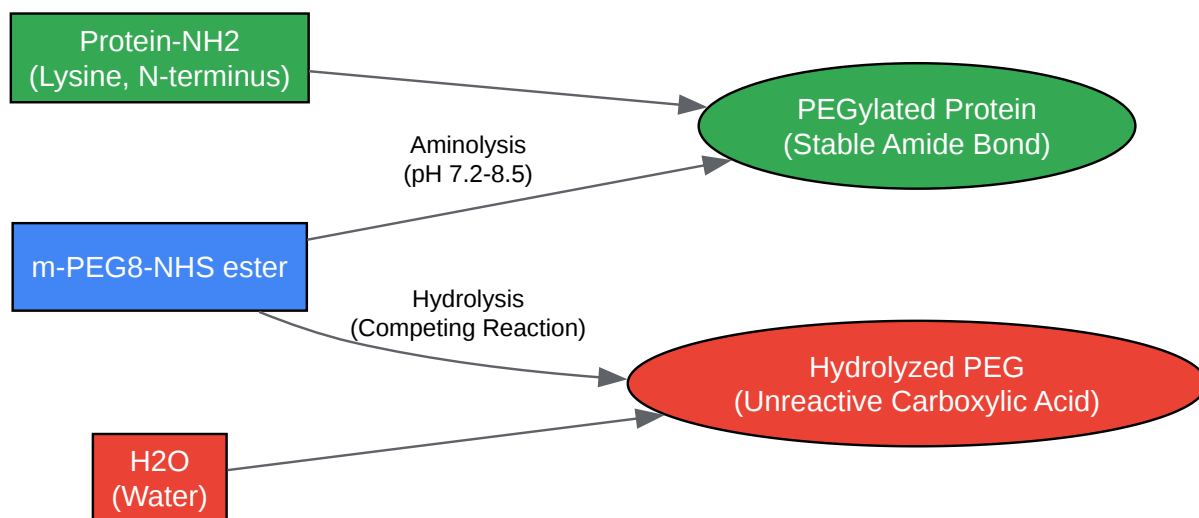 Protein-NH2
(Lysine, N-terminus)
PEGylated Protein
(Stable Amide Bond)
Aminolysis
(pH 7.2-8.5)
m-PEG8-NHS ester
Hydrolysis
(Competing Reaction)
Hydrolyzed PEG
(Unreactive Carboxylic Acid)
H2O
(Water)